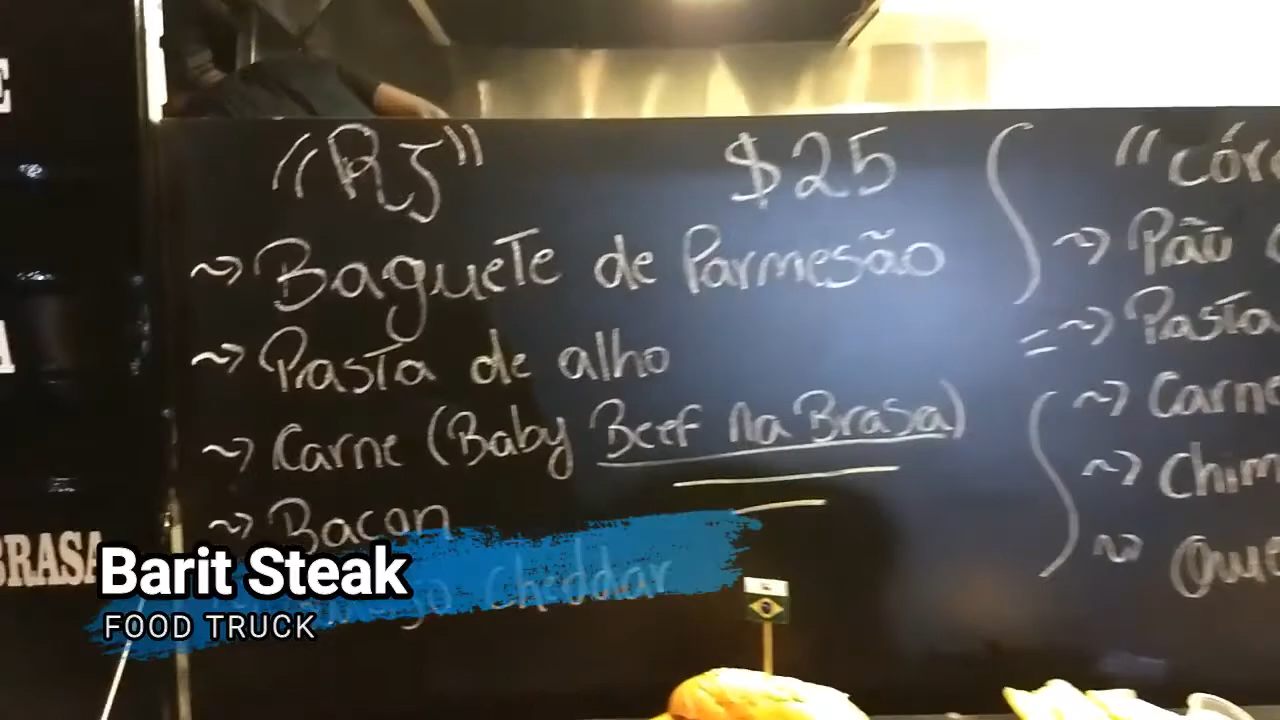 "RJ" $25
~> Baguete de Parmesão
~> Pasta de alho
~> Carne (Baby Beef na Brasa)
~> Bacon
Cheddar
"Córd
~> Pão
~> Pasta
~> Carne
~> Chim
~> Que
BRASA
Barit Steak
FOOD TRUCK